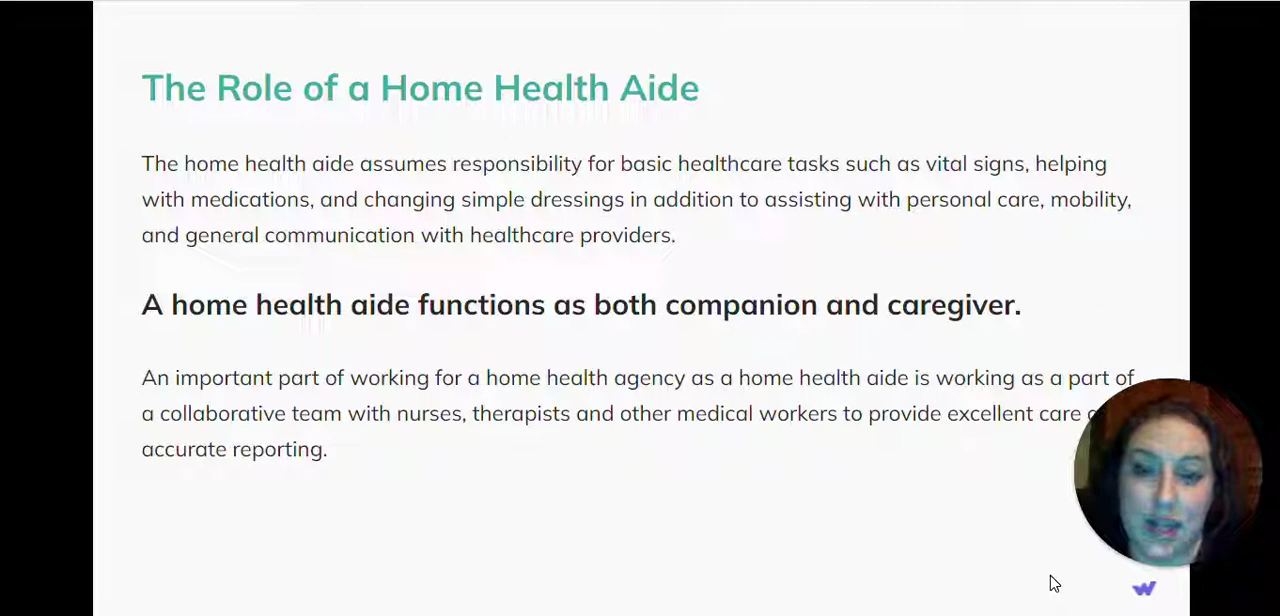 The Role of a Home Health Aide
The home health aide assumes responsibility for basic healthcare tasks such as vital signs, helping
with medications, and changing simple dressings in addition to assisting with personal care, mobility,
and general communication with healthcare providers.
A home health aide functions as both companion and caregiver.
An important part of working for a home health agency as a home health aide is working as a part of
a collaborative team with nurses, therapists and other medical workers to provide excellent care
accurate reporting.